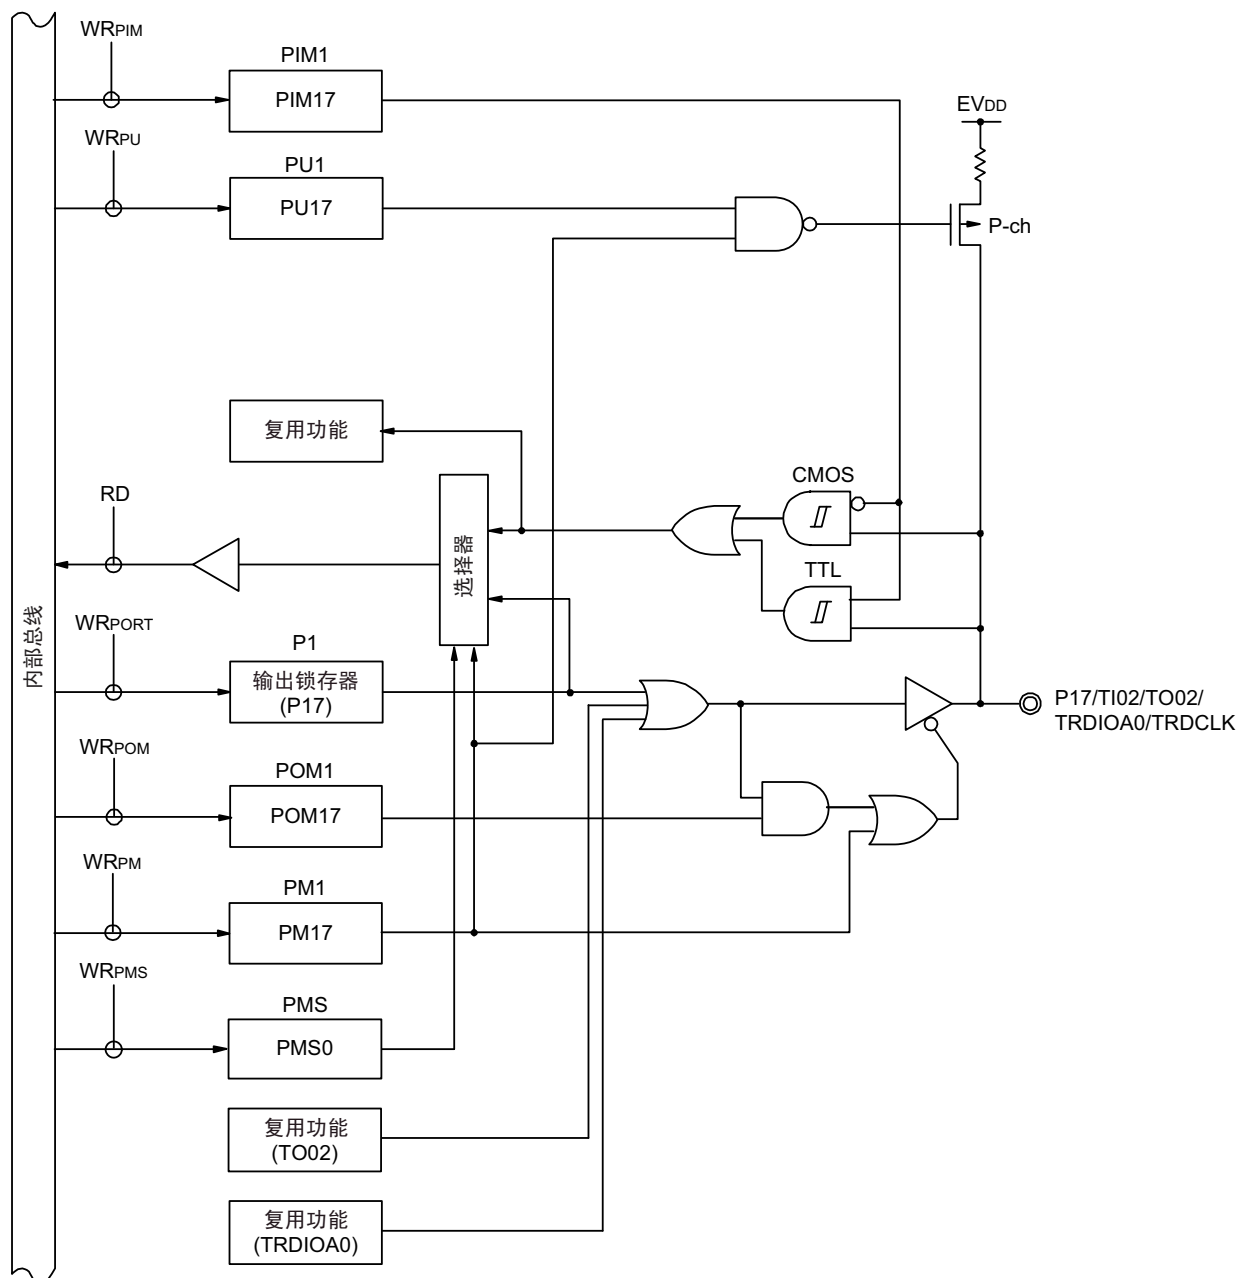 WRPIM
PIM1
PIM17
EVDD
WRPU
PU1
PU17
P-ch
复用功能
CMOS
RD
选择器
TTL
内部总线
WRPORT
P1
输出锁存器
(P17)
P17/TI02/TO02/
TRDIOA0/TRDCLK
WRPOM
POM1
POM17
WRPM
PM1
PM17
WRPMS
PMS
PMS0
复用功能
(TO02)
复用功能
(TRDIOA0)